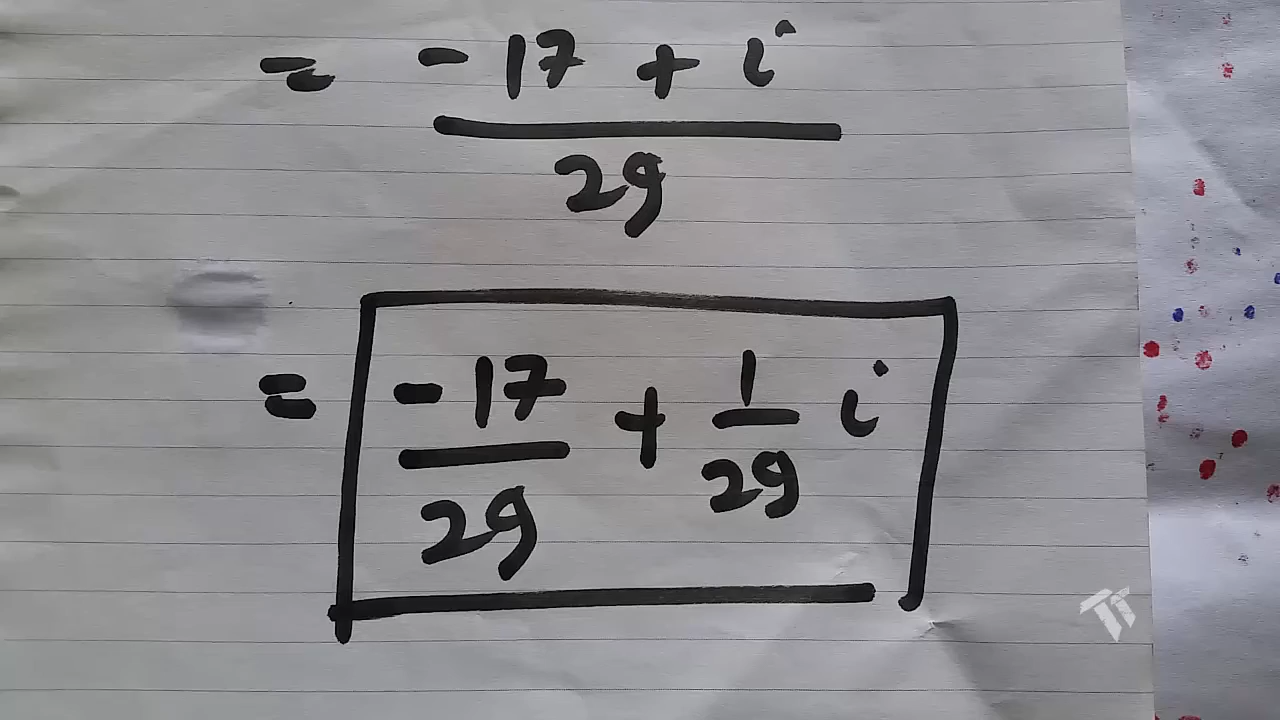 = -17 + i
29
= -17/29 + 1/29 i